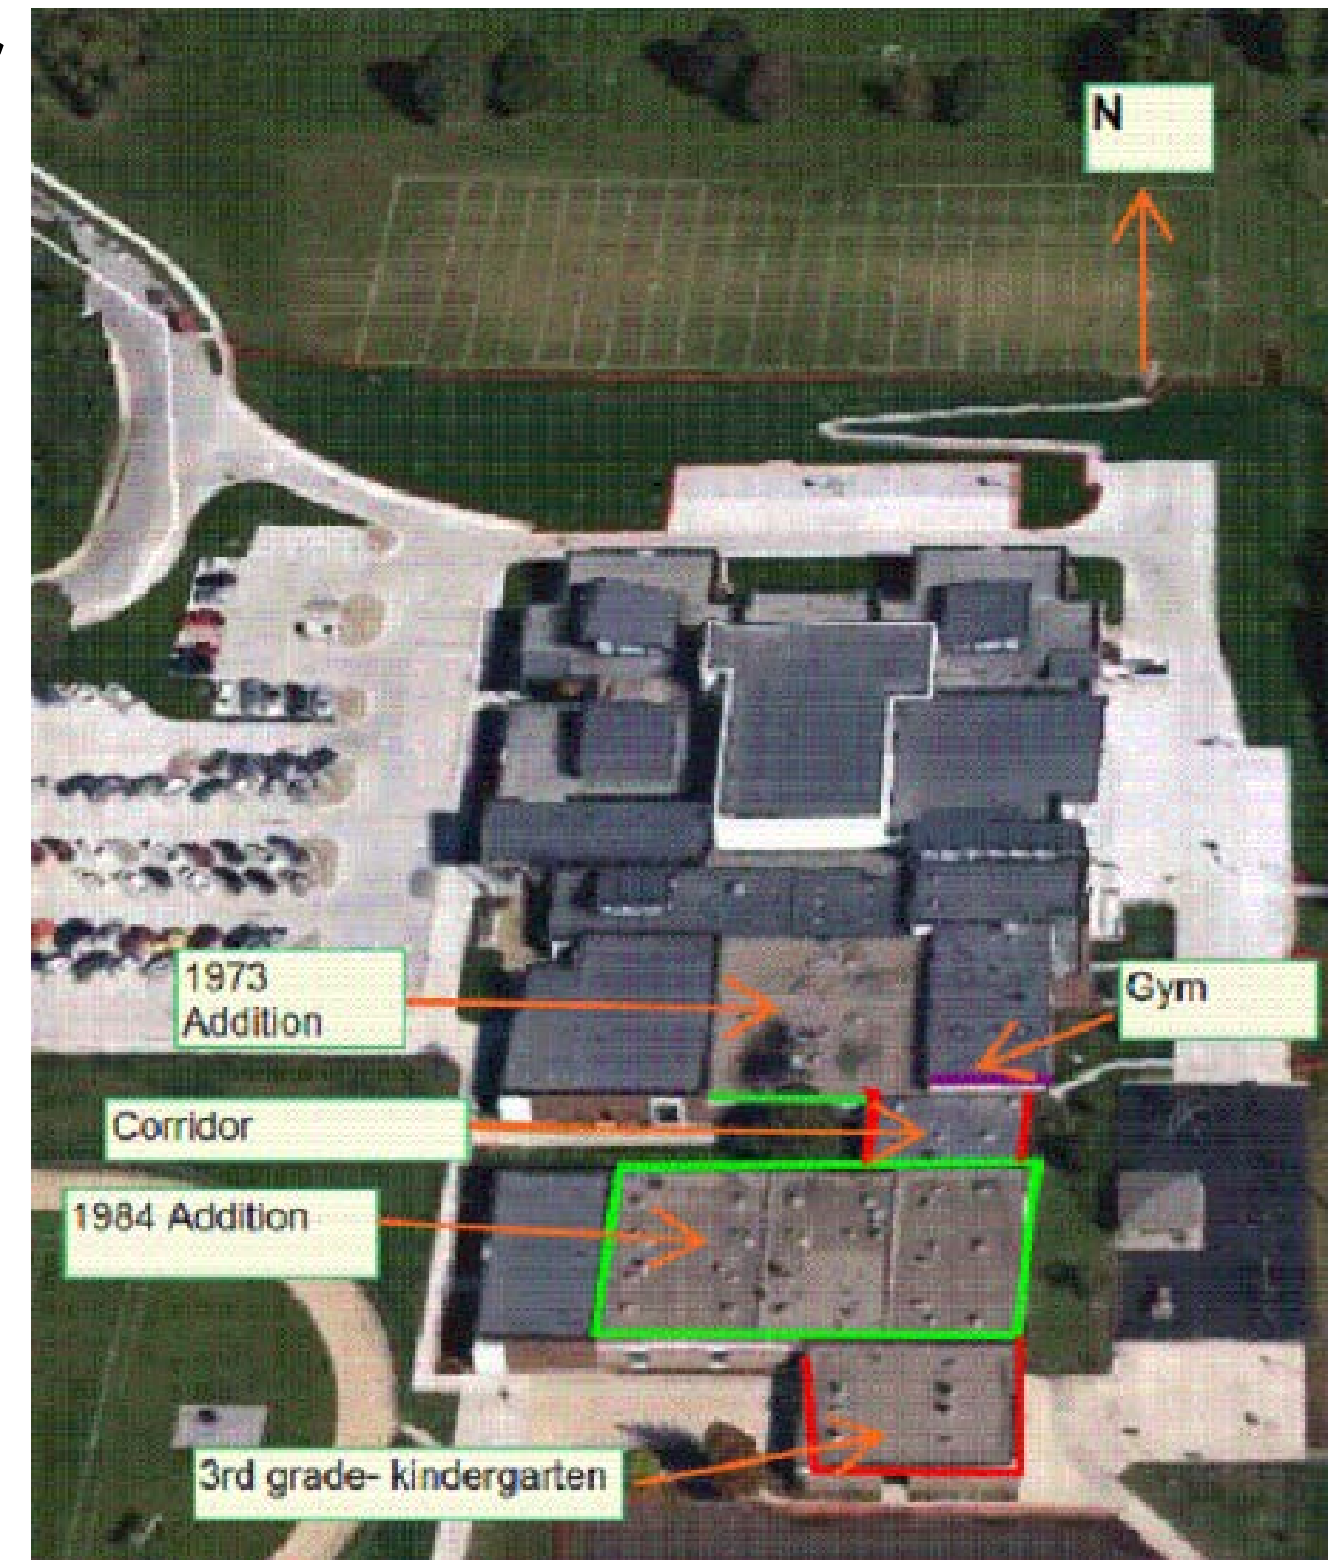 N
1973
Addition
Gym
Corridor
1984 Addition
3rd grade- kindergarten